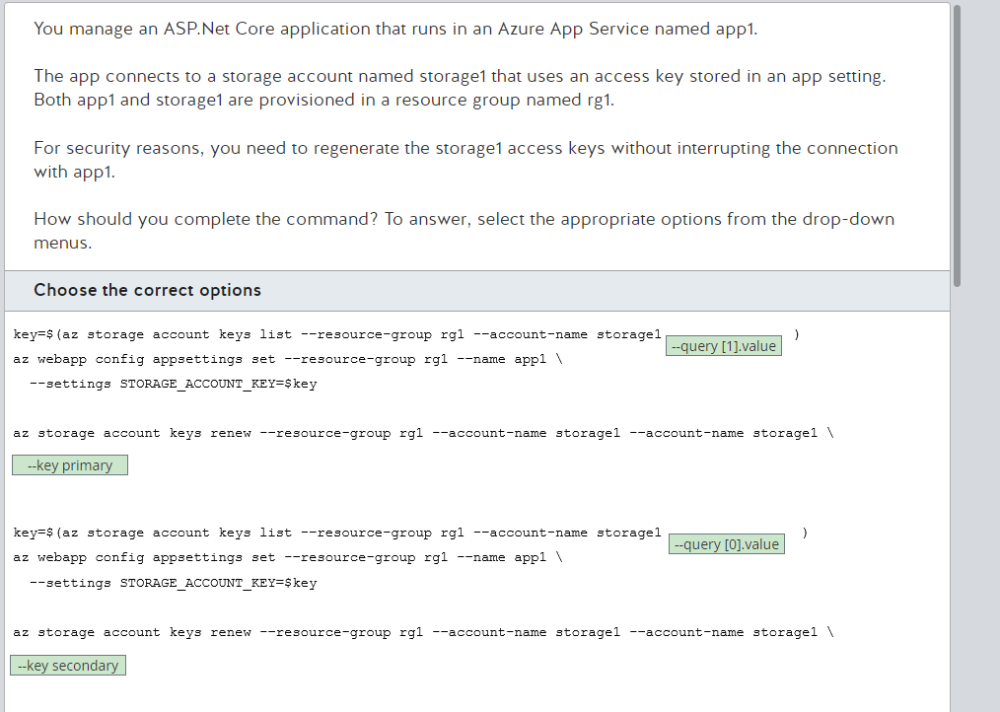 You manage an ASP.Net Core application that runs in an Azure App Service named app1.
The app connects to a storage account named storage1 that uses an access key stored in an app setting.
Both app1 and storage1 are provisioned in a resource group named rg1.
For security reasons, you need to regenerate the storage1 access keys without interrupting the connection
with app1.
How should you complete the command? To answer, select the appropriate options from the drop-down
menus.
Choose the correct options
key=$(az storage account keys list --resource-group rg1 --account-name storage1 --query [1].value )
az webapp config appsettings set --resource-group rg1 --name app1 \
--settings STORAGE_ACCOUNT_KEY=$key
az storage account keys renew --resource-group rg1 --account-name storage1 --account-name storage1 \
--key primary
key=$(az storage account keys list --resource-group rg1 --account-name storage1 --query [0].value )
az webapp config appsettings set --resource-group rg1 --name app1 \
--settings STORAGE_ACCOUNT_KEY=$key
az storage account keys renew --resource-group rg1 --account-name storage1 --account-name storage1 \
--key secondary